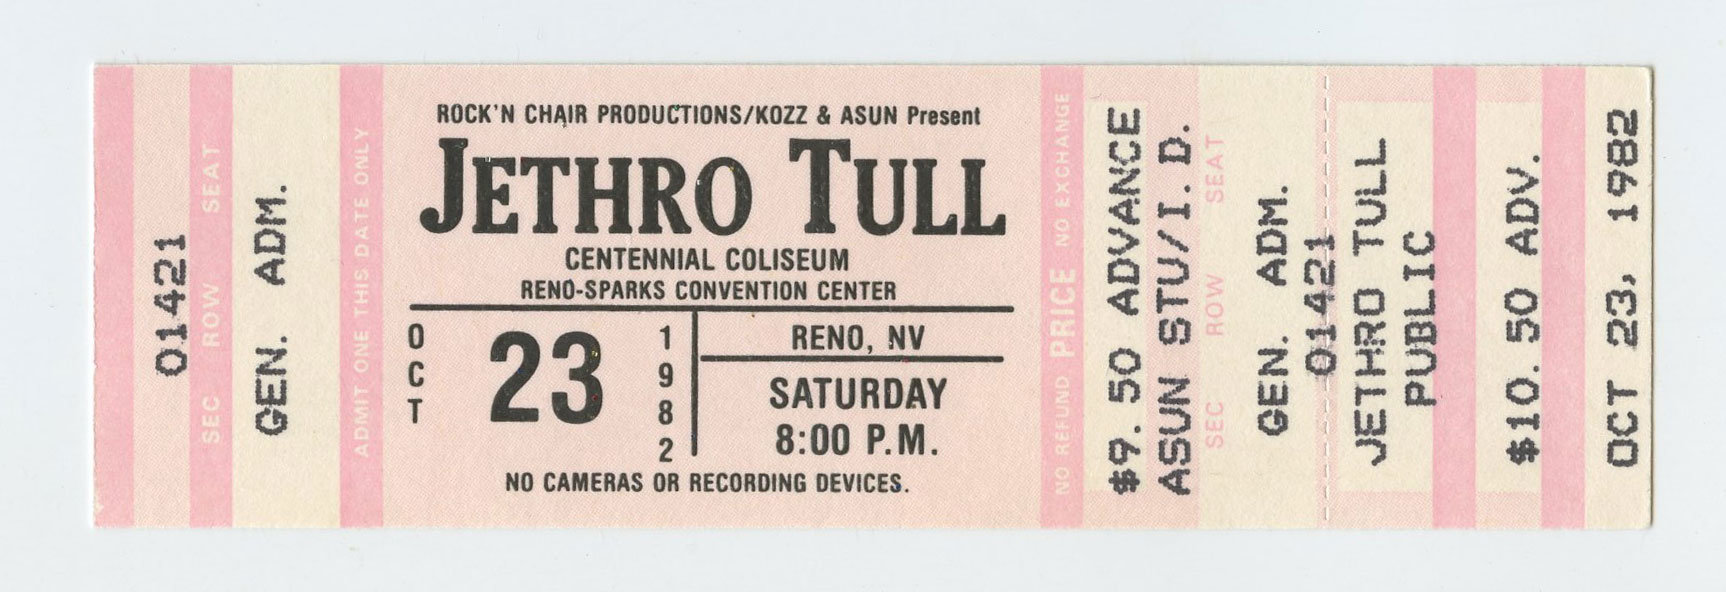 01421
SEC ROW SEAT
GEN. ADM.
ADMIT ONE THIS DATE ONLY
ROCK'N CHAIR PRODUCTIONS/KOZZ & ASUN Present
JETHRO TULL
CENTENNIAL COLISEUM
RENO-SPARKS CONVENTION CENTER
OCT
23
1982
RENO, NV
SATURDAY
8:00 P.M.
NO CAMERAS OR RECORDING DEVICES.
NO REFUND PRICE NO EXCHANGE
$9.50 ADVANCE
ASUN STU/I.D.
SEC ROW SEAT
GEN. ADM.
01421
JETHRO TULL
PUBLIC
$10.50 ADV.
OCT 23, 1982